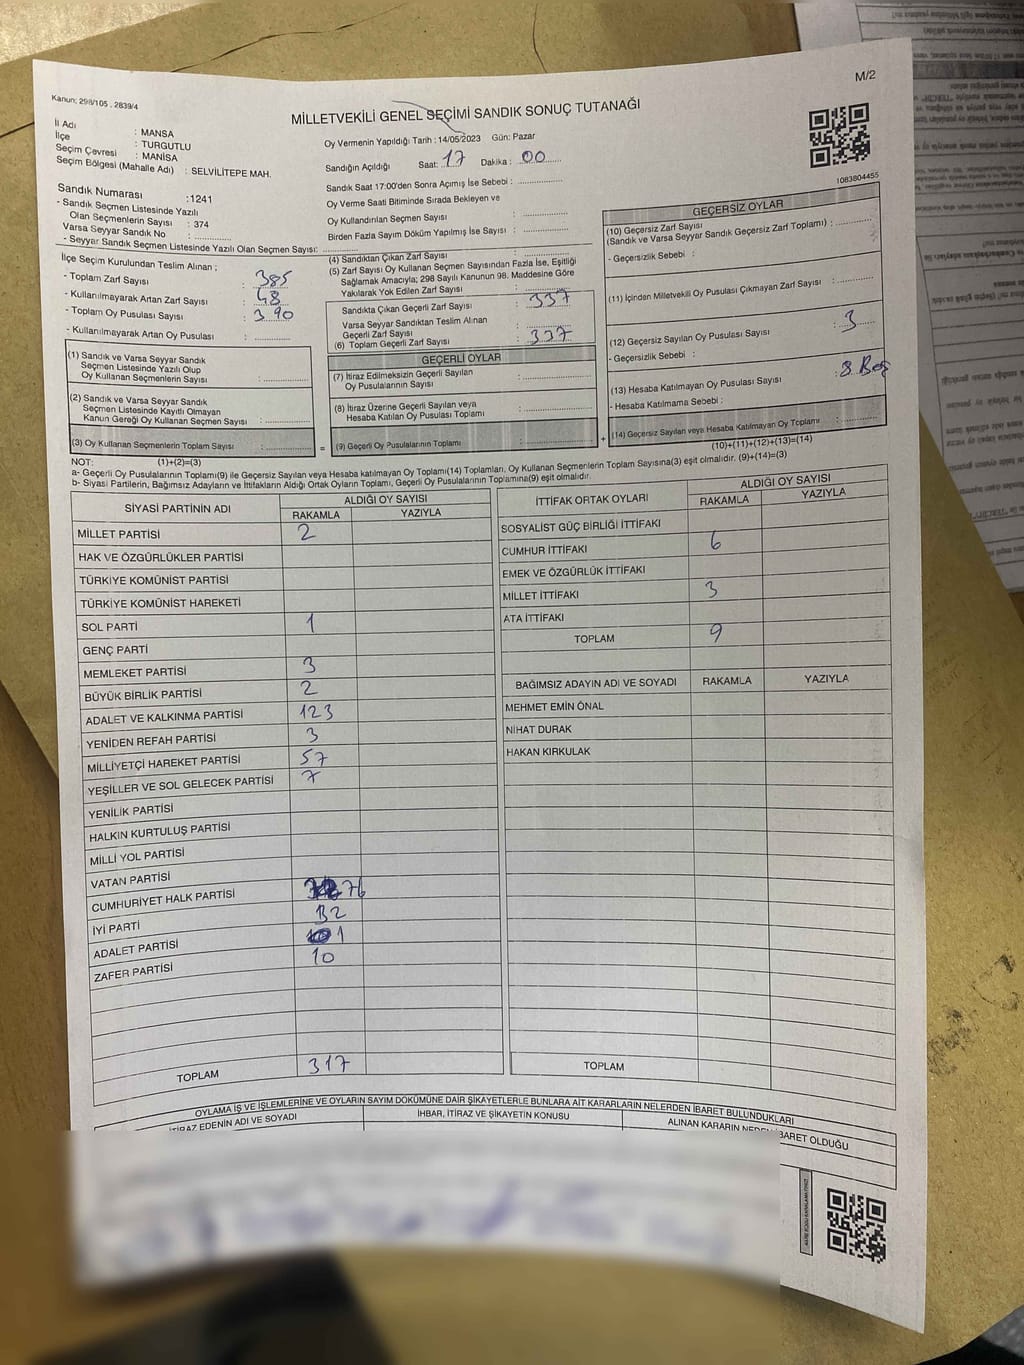 M/2
Kanun: 298/105 . 2839/4
MİLLETVEKİLİ GENEL SEÇİMİ SANDIK SONUÇ TUTANAĞI
İl Adı : MANSA
İlçe : TURGUTLU
Seçim Çevresi : MANİSA
Seçim Bölgesi (Mahalle Adı) : SELVİLİTEPE MAH.
Oy Vermenin Yapıldığı Tarih : 14/05/2023 Gün: Pazar
Sandığın Açıldığı Saat: 17 Dakika : 00
Sandık Saat 17:00'den Sonra Açımış İse Sebebi :
Oy Verme Saati Bitiminde Sırada Bekleyen ve
Oy Kullandırılan Seçmen Sayısı :
Birden Fazla Sayım Döküm Yapılmış İse Sayısı :
1083804455
Sandık Numarası :1241
- Sandık Seçmen Listesinde Yazılı
Olan Seçmenlerin Sayısı : 374
Varsa Seyyar Sandık No :
- Seyyar Sandık Seçmen Listesinde Yazılı Olan Seçmen Sayısı:
İlçe Seçim Kurulundan Teslim Alınan ;
- Toplam Zarf Sayısı : 385
- Kullanılmayarak Artan Zarf Sayısı : 48
- Toplam Oy Pusulası Sayısı : 390
- Kullanılmayarak Artan Oy Pusulası :
(4) Sandıktan Çıkan Zarf Sayısı :
(5) Zarf Sayısı Oy Kullanan Seçmen Sayısından Fazla İse, Eşitliği
Sağlamak Amacıyla; 298 Sayılı Kanunun 98. Maddesine Göre
Yakılarak Yok Edilen Zarf Sayısı :
Sandıkta Çıkan Geçerli Zarf Sayısı : 337
Varsa Seyyar Sandıktan Teslim Alınan
Geçerli Zarf Sayısı :
(6) Toplam Geçerli Zarf Sayısı : 337
GEÇERSİZ OYLAR
(10) Geçersiz Zarf Sayısı
(Sandık ve Varsa Seyyar Sandık Geçersiz Zarf Toplamı) :
- Geçersizlik Sebebi :
(11) İçinden Milletvekili Oy Pusulası Çıkmayan Zarf Sayısı :
(12) Geçersiz Sayılan Oy Pusulası Sayısı : 3
- Geçersizlik Sebebi :
(13) Hesaba Katılmayan Oy Pusulası Sayısı : 8 Boş
- Hesaba Katılmama Sebebi :
(14) Geçersiz Sayılan veya Hesaba Katılmayan Oy Toplamı :
(10)+(11)+(12)+(13)=(14)
(1) Sandık ve Varsa Seyyar Sandık
Seçmen Listesinde Yazılı Olup
Oy Kullanan Seçmenlerin Sayısı :
(2) Sandık ve Varsa Seyyar Sandık
Seçmen Listesinde Kayıtlı Olmayan
Kanun Gereği Oy Kullanan Seçmen Sayısı :
(3) Oy Kullanan Seçmenlerin Toplam Sayısı :
(1)+(2)=(3)
GEÇERLİ OYLAR
(7) İtiraz Edilmeksizin Geçerli Sayılan
Oy Pusulalarının Sayısı :
(8) İtiraz Üzerine Geçerli Sayılan veya
Hesaba Katılan Oy Pusulası Toplamı :
= (9) Geçerli Oy Pusulalarının Toplamı : +
NOT:
a- Geçerli Oy Pusulalarının Toplamı(9) ile Geçersiz Sayılan veya Hesaba katılmayan Oy Toplamı(14) Toplamları, Oy Kullanan Seçmenlerin Toplam Sayısına(3) eşit olmalıdır. (9)+(14)=(3)
b- Siyasi Partilerin, Bağımsız Adayların ve İttifakların Aldığı Ortak Oyların Toplamı, Geçerli Oy Pusulalarının Toplamına(9) eşit olmalıdır.
SİYASİ PARTİNİN ADI ALDIĞI OY SAYISI
RAKAMLA YAZIYLA
MİLLET PARTİSİ 2
HAK VE ÖZGÜRLÜKLER PARTİSİ
TÜRKİYE KOMÜNİST PARTİSİ
TÜRKİYE KOMÜNİST HAREKETİ
SOL PARTİ 1
GENÇ PARTİ
MEMLEKET PARTİSİ 3
BÜYÜK BİRLİK PARTİSİ 2
ADALET VE KALKINMA PARTİSİ 123
YENİDEN REFAH PARTİSİ 3
MİLLİYETÇİ HAREKET PARTİSİ 57
YEŞİLLER VE SOL GELECEK PARTİSİ 7
YENİLİK PARTİSİ
HALKIN KURTULUŞ PARTİSİ
MİLLİ YOL PARTİSİ
VATAN PARTİSİ
CUMHURİYET HALK PARTİSİ 76
İYİ PARTİ 32
ADALET PARTİSİ 1
ZAFER PARTİSİ 10
TOPLAM 317
İTTİFAK ORTAK OYLARI ALDIĞI OY SAYISI
RAKAMLA YAZIYLA
SOSYALİST GÜÇ BİRLİĞİ İTTİFAKI
CUMHUR İTTİFAKI 6
EMEK VE ÖZGÜRLÜK İTTİFAKI
MİLLET İTTİFAKI 3
ATA İTTİFAKI
TOPLAM 9
BAĞIMSIZ ADAYIN ADI VE SOYADI RAKAMLA YAZIYLA
MEHMET EMİN ÖNAL
NİHAT DURAK
HAKAN KIRKULAK
TOPLAM
OYLAMA İŞ VE İŞLEMLERİNE VE OYLARIN SAYIM DÖKÜMÜNE DAİR ŞİKAYETLERLE BUNLARA AİT KARARLARIN NELERDEN İBARET BULUNDUKLARI
İTİRAZ EDENİN ADI VE SOYADI İHBAR, İTİRAZ VE ŞİKAYETİN KONUSU ALINAN KARARIN NEDEN İBARET OLDUĞU